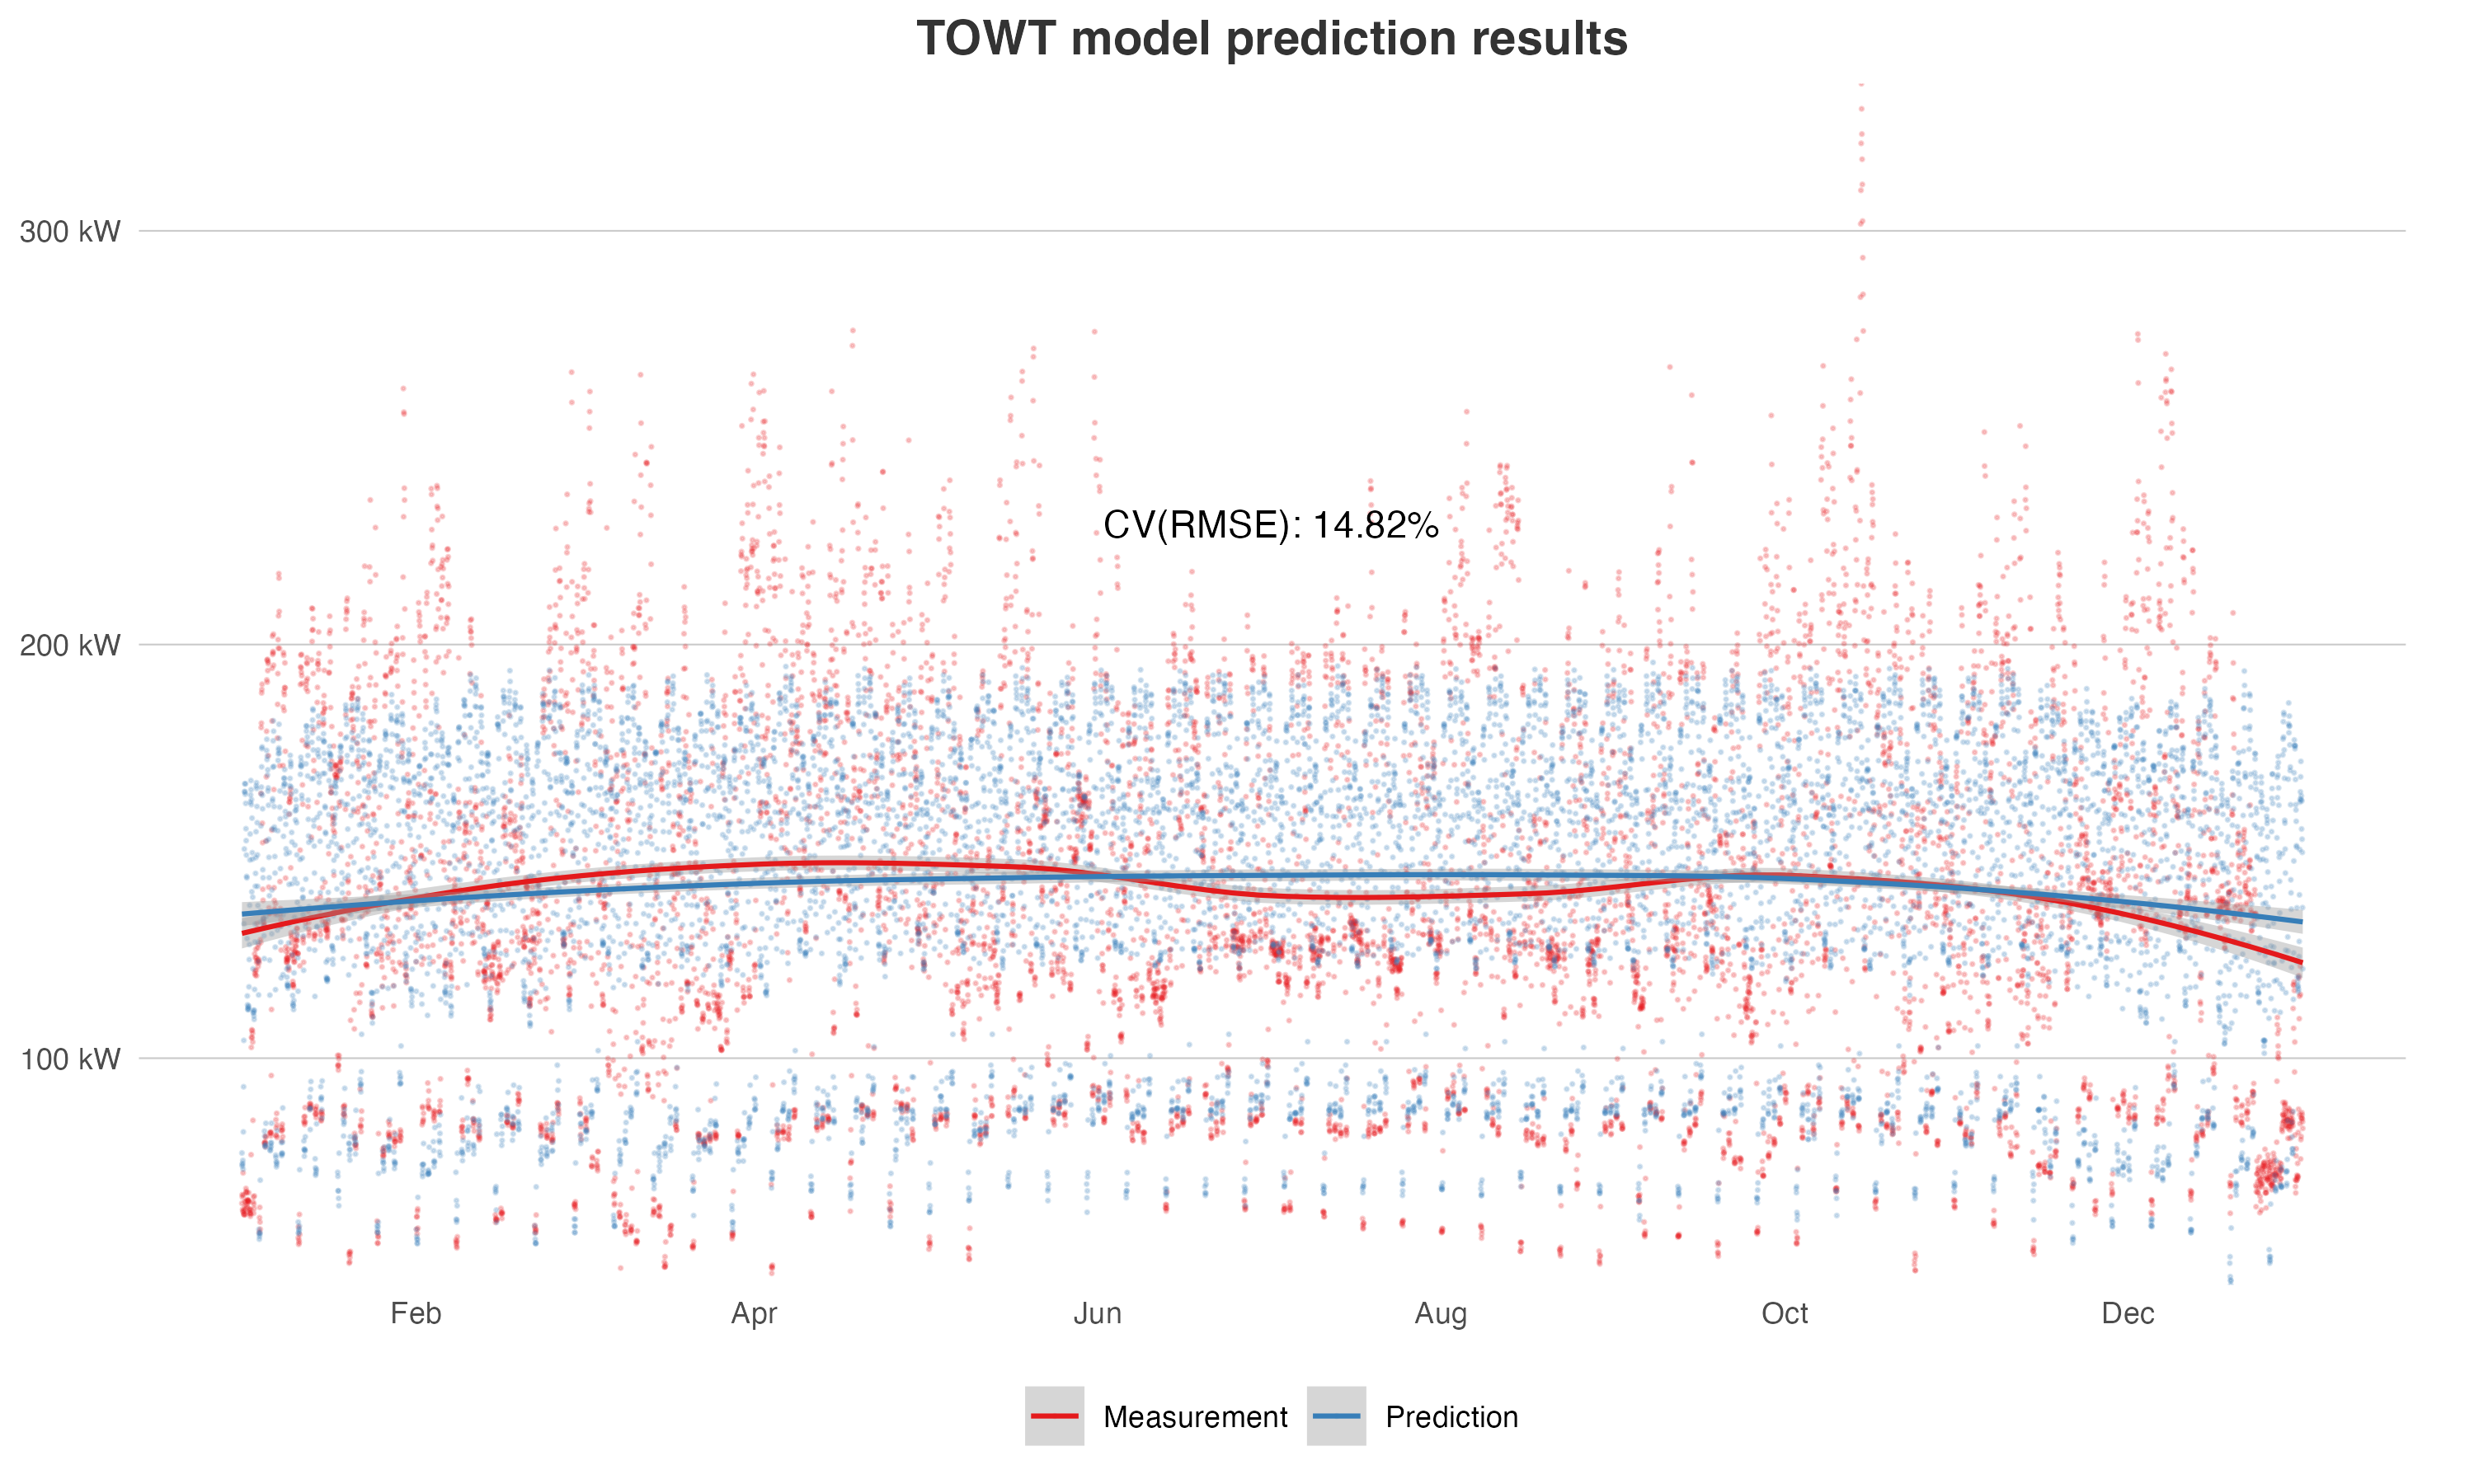 TOWT model prediction results
300 kW
CV(RMSE): 14.82%
200 kW
100 kW
Feb Apr Jun Aug Oct Dec
Measurement Prediction